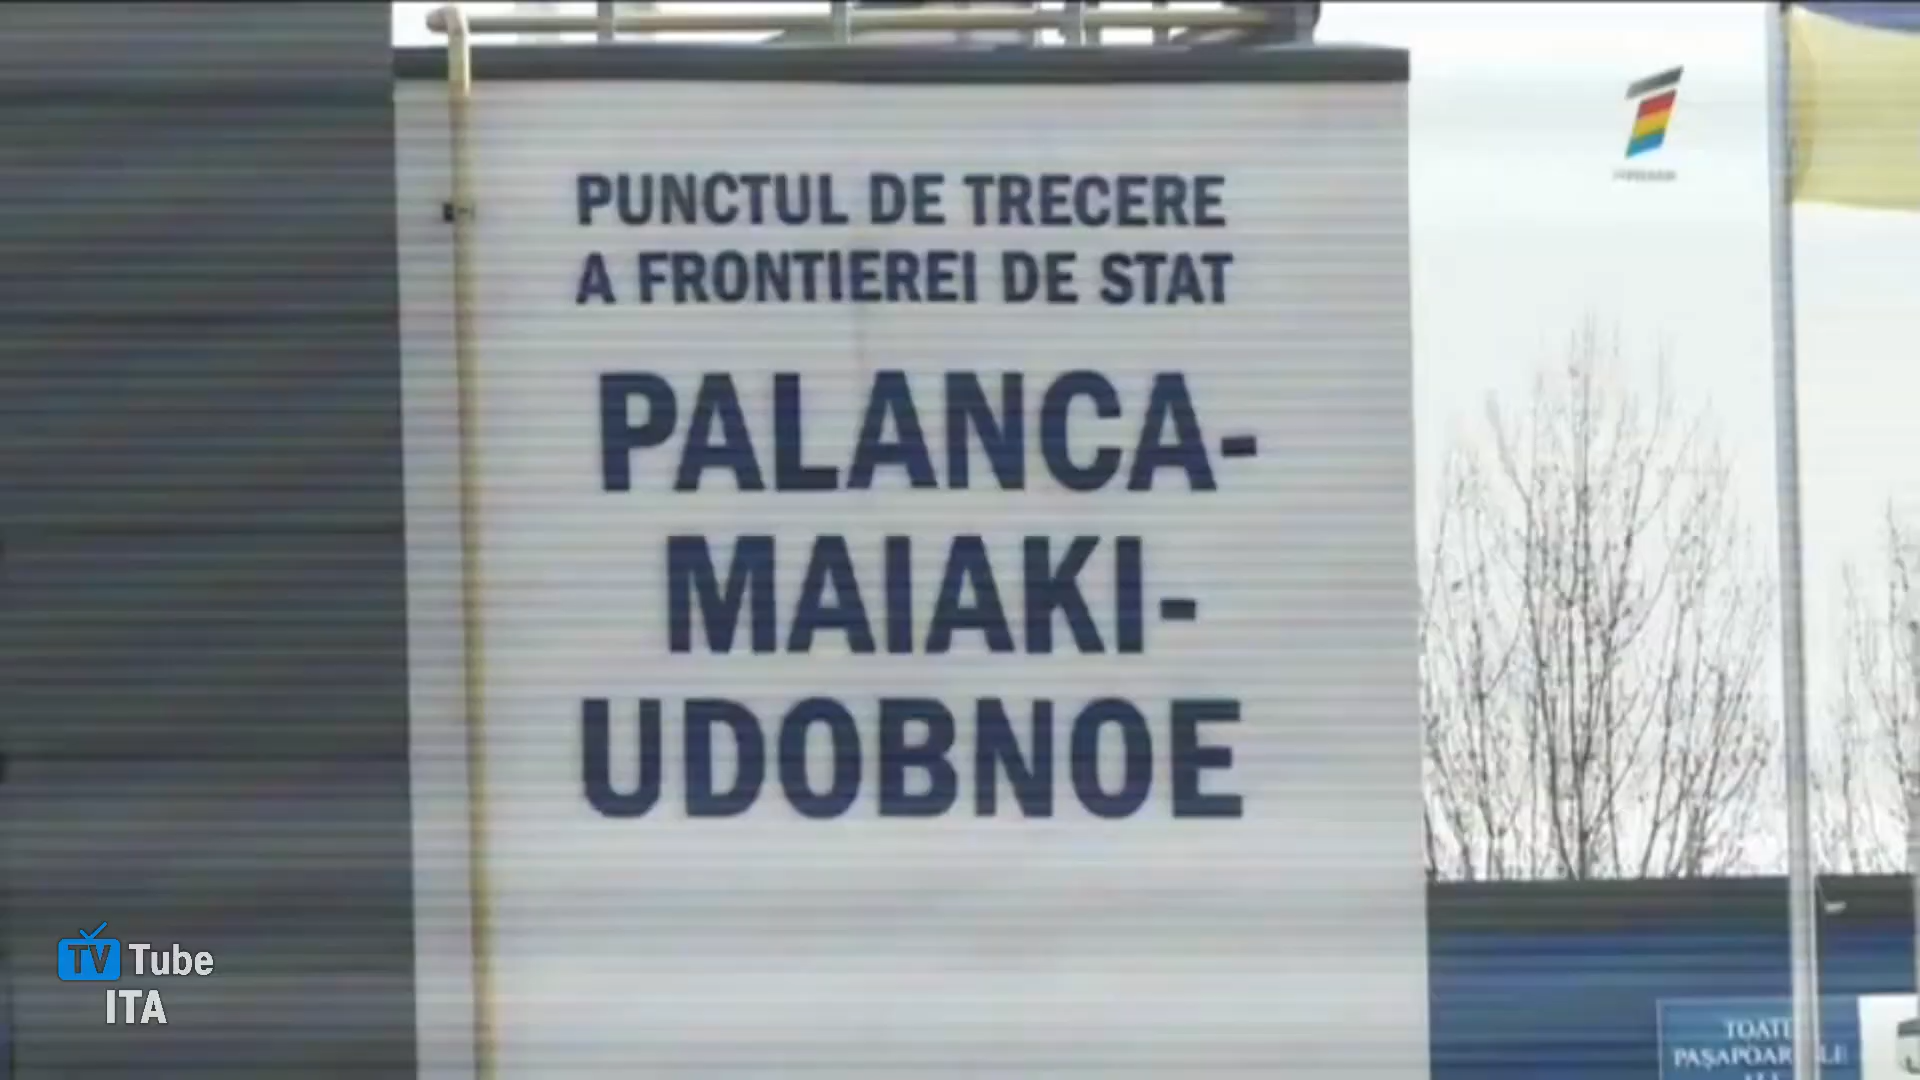 PUNCTUL DE TRECERE
A FRONTIEREI DE STAT
PALANCA-
MAIAKI-
UDOBNOE
TV Tube
ITA